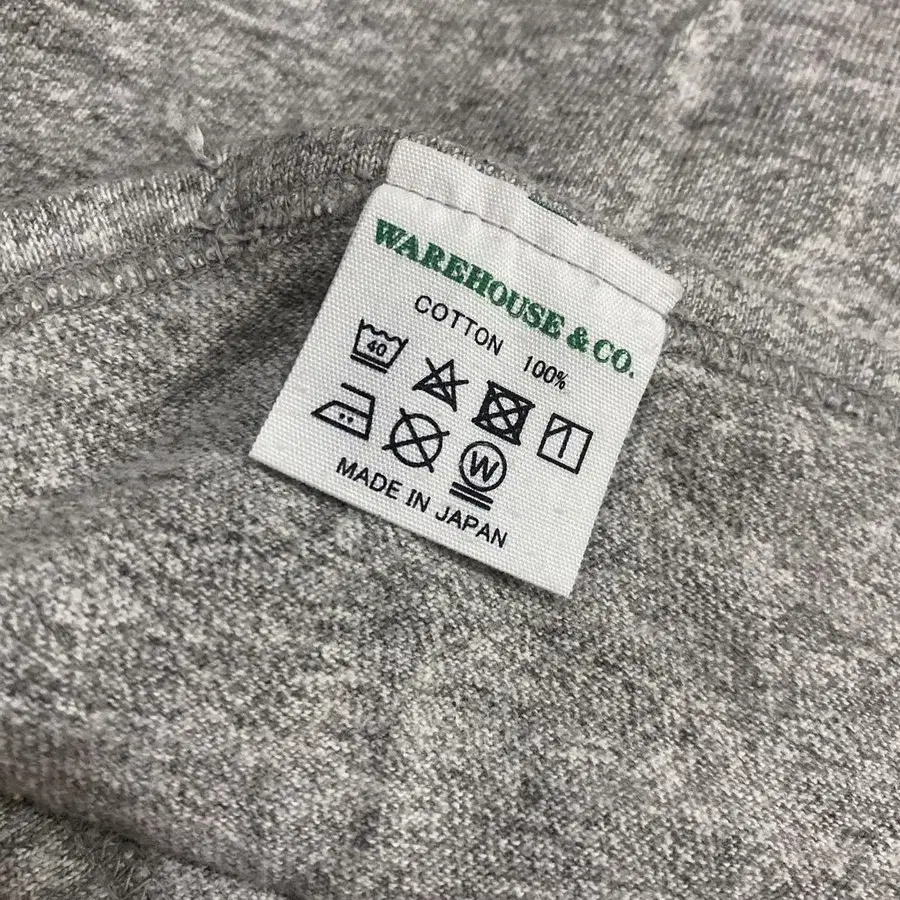 WAREHOUSE & CO.
COTTON 100%
40
W
MADE IN JAPAN